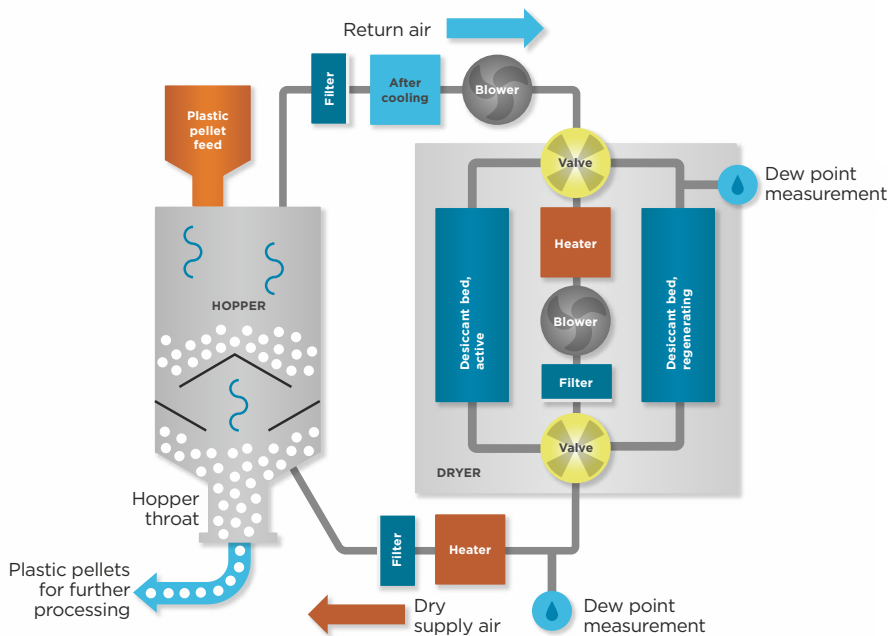 Return air
Filter
After
cooling
Blower
Plastic
pellet
feed
Valve
Dew point
measurement
HOPPER
Desiccant bed,
active
Heater
Blower
Filter
Desiccant bed,
regenerating
Valve
DRYER
Hopper
throat
Filter
Heater
Plastic pellets
for further
processing
Dry
supply air
Dew point
measurement